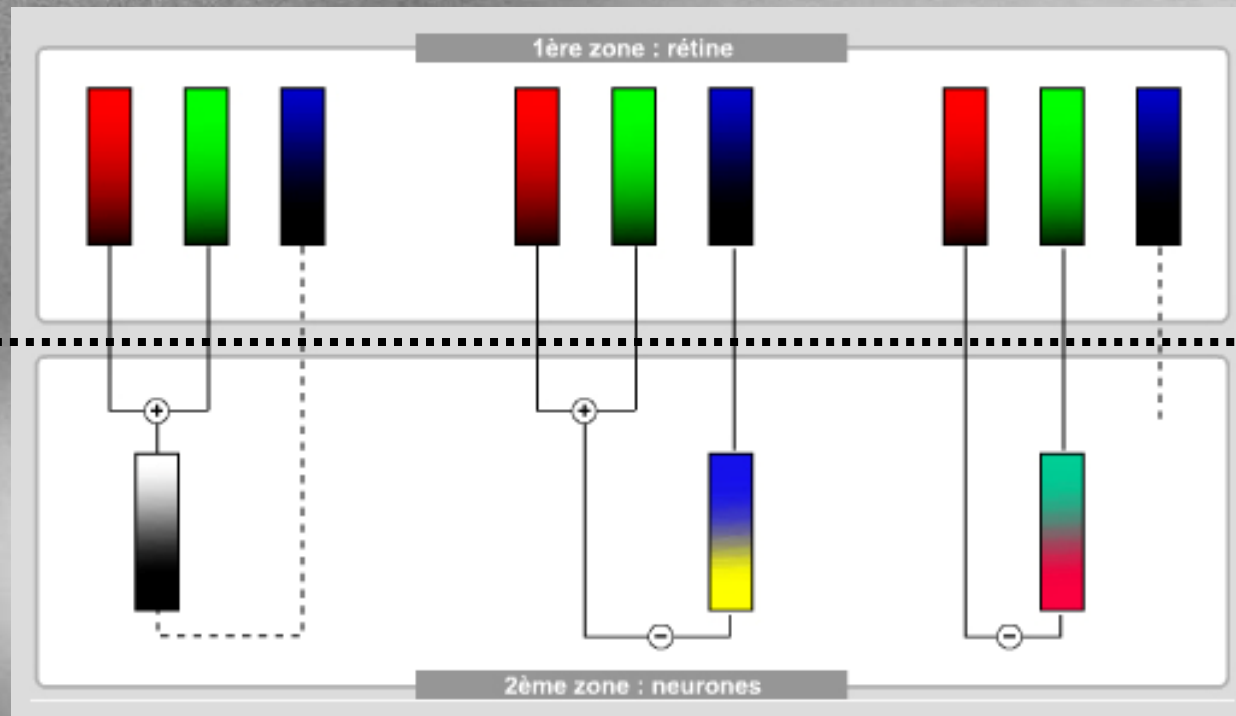 1ère zone : rétine
+
+
−
−
2ème zone : neurones